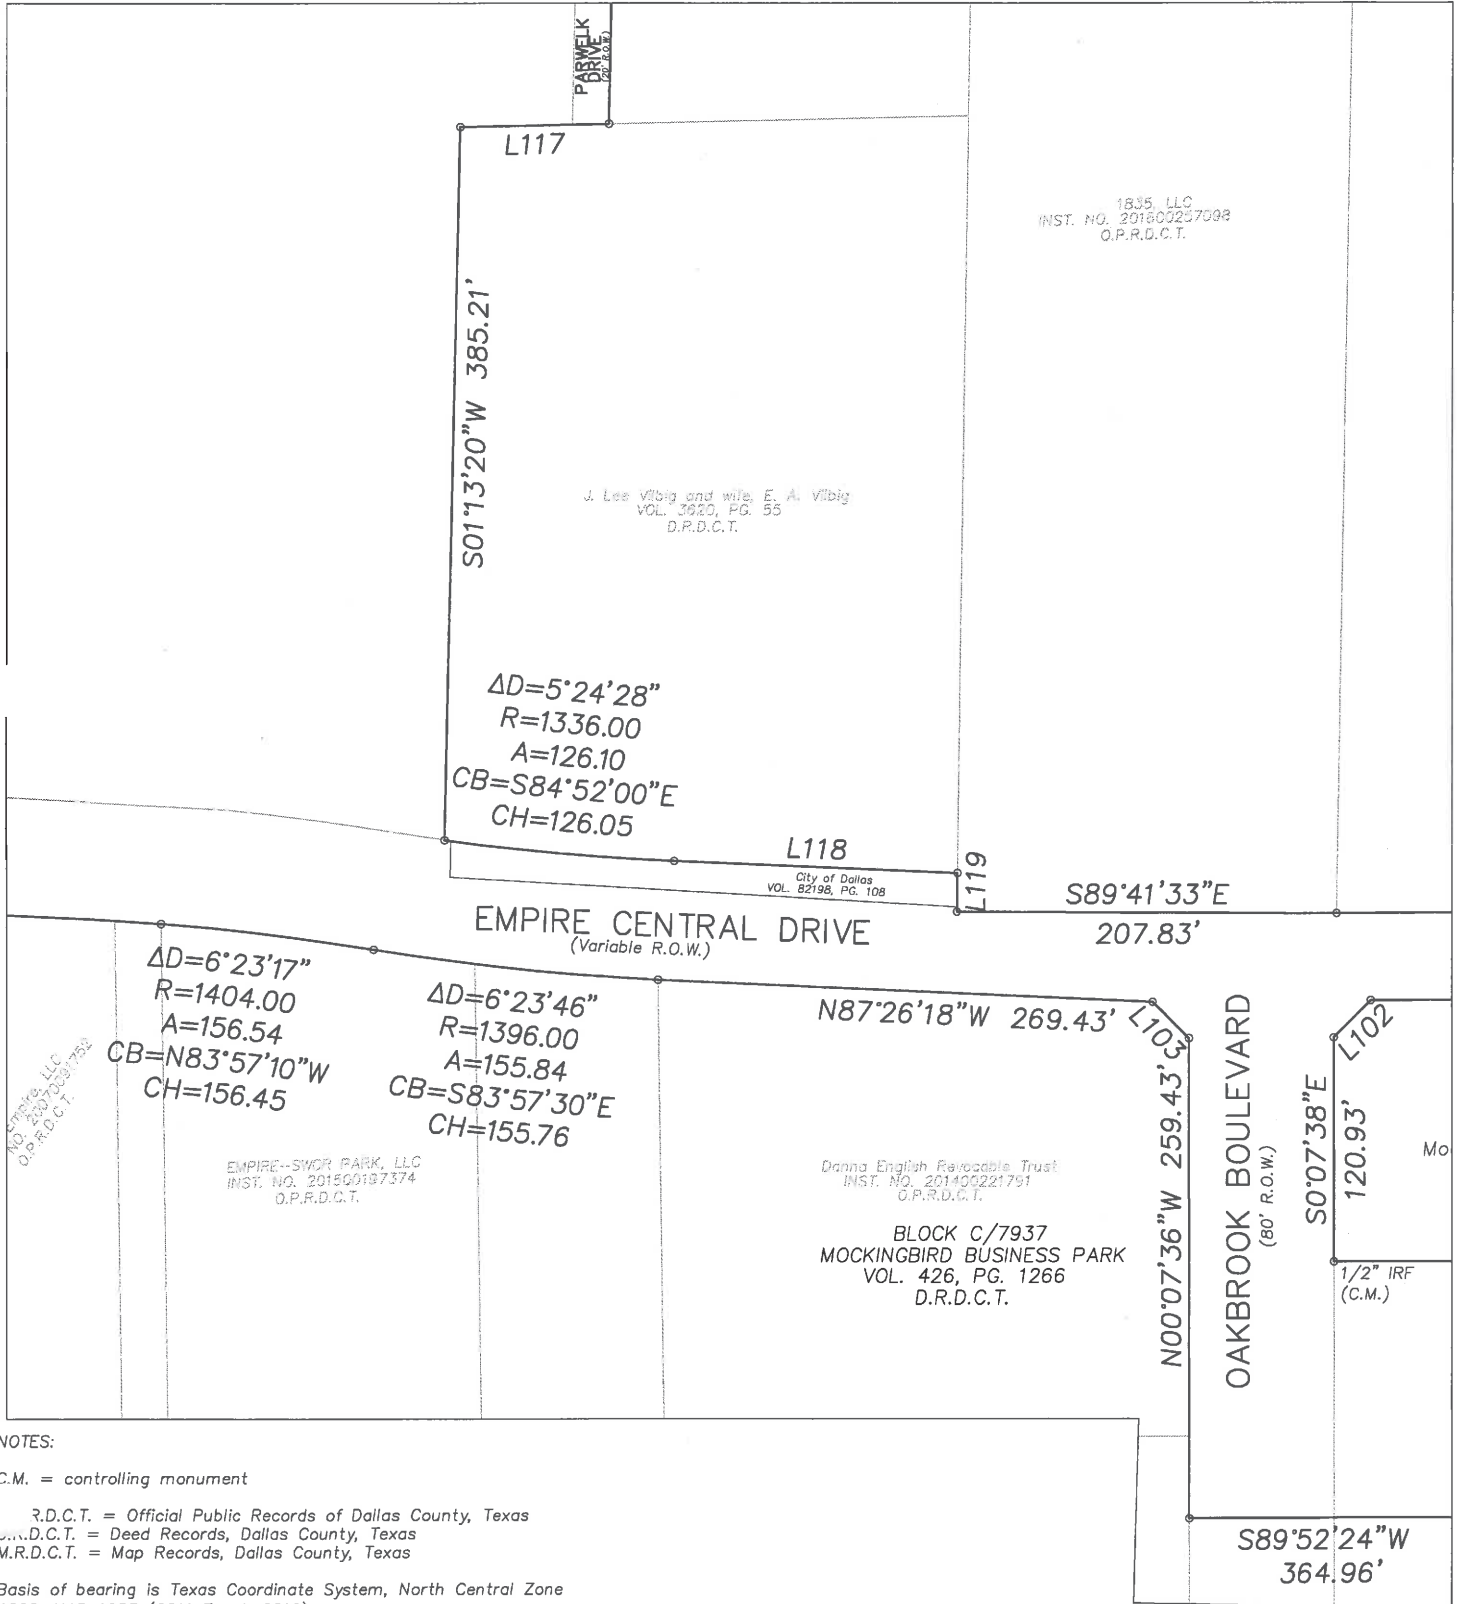 PARWELK
DRIVE
(20' R.O.W.)
L117
1835, LLC
INST. NO. 201600257098
O.P.R.D.C.T.
S01°13'20"W 385.21'
J. Lee Vilbig and wife, E. A. Vilbig
VOL. 3620, PG. 55
D.R.D.C.T.
ΔD=5°24'28"
R=1336.00
A=126.10
CB=S84°52'00"E
CH=126.05
L118
L119
City of Dallas
VOL. 82198, PG. 108
S89°41'33"E
207.83'
EMPIRE CENTRAL DRIVE
(Variable R.O.W.)
ΔD=6°23'17"
R=1404.00
A=156.54
CB=N83°57'10"W
CH=156.45
ΔD=6°23'46"
R=1396.00
A=155.84
CB=S83°57'30"E
CH=155.76
N87°26'18"W 269.43'
L103
L102
Empire, LLC
NO. 20070091752
O.P.R.D.C.T.
EMPIRE--SWCR PARK, LLC
INST. NO. 201500197374
O.P.R.D.C.T.
Danna English Revocable Trust
INST. NO. 201400221791
O.P.R.D.C.T.
BLOCK C/7937
MOCKINGBIRD BUSINESS PARK
VOL. 426, PG. 1266
D.R.D.C.T.
N00°07'36"W 259.43'
OAKBROOK BOULEVARD
(80' R.O.W.)
S0°07'38"E
120.93'
Mo
1/2" IRF
(C.M.)
S89°52'24"W
364.96'
NOTES:
C.M. = controlling monument
R.D.C.T. = Official Public Records of Dallas County, Texas
D.R.D.C.T. = Deed Records, Dallas County, Texas
M.R.D.C.T. = Map Records, Dallas County, Texas
Basis of bearing is Texas Coordinate System, North Central Zone